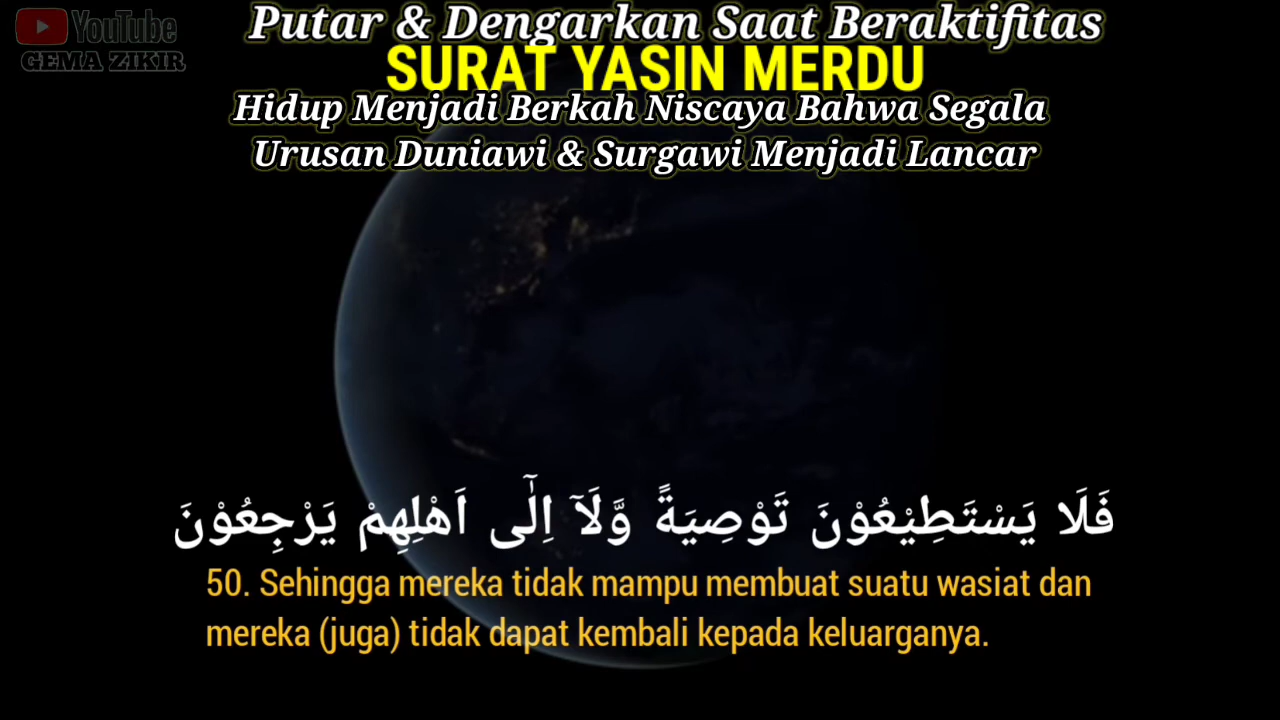 YouTube
GEMA ZIKIR
Putar & Dengarkan Saat Beraktifitas
SURAT YASIN MERDU
Hidup Menjadi Berkah Niscaya Bahwa Segala
Urusan Duniawi & Surgawi Menjadi Lancar
فَلَا يَسْتَطِيْعُوْنَ تَوْصِيَةً وَّلَآ اِلٰٓى اَهْلِهِمْ يَرْجِعُوْنَ
50. Sehingga mereka tidak mampu membuat suatu wasiat dan
mereka (juga) tidak dapat kembali kepada keluarganya.